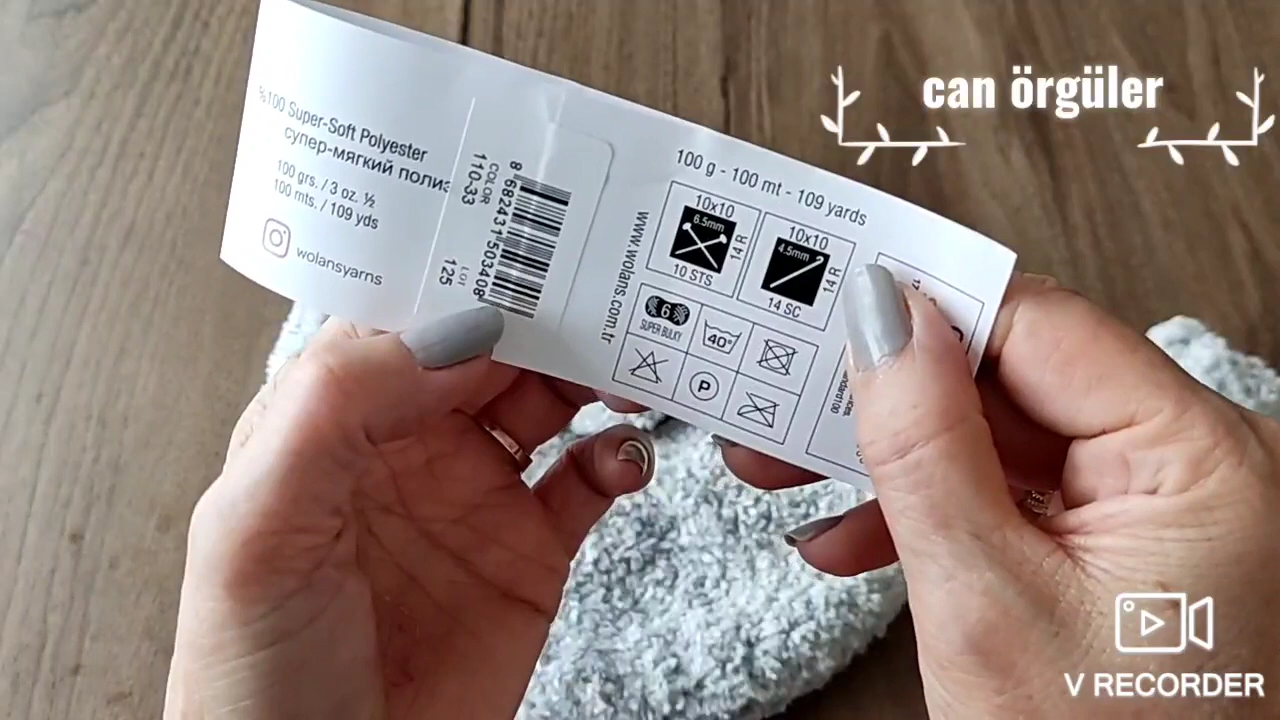 can örgüler
%100 Super-Soft Polyester
супер-мягкий
100 grs. / 3 oz. ½
100 mts. / 109 yds
wolansyarns
COLOR
110-33
LOT
125
8 682431 503408
www.wolans.com.tr
100 g - 100 mt - 109 yards
10x10
6.5mm
14 R
10 STS
10x10
4.5mm
14 R
14 SC
6
SUPER BULKY
40°
P
V RECORDER